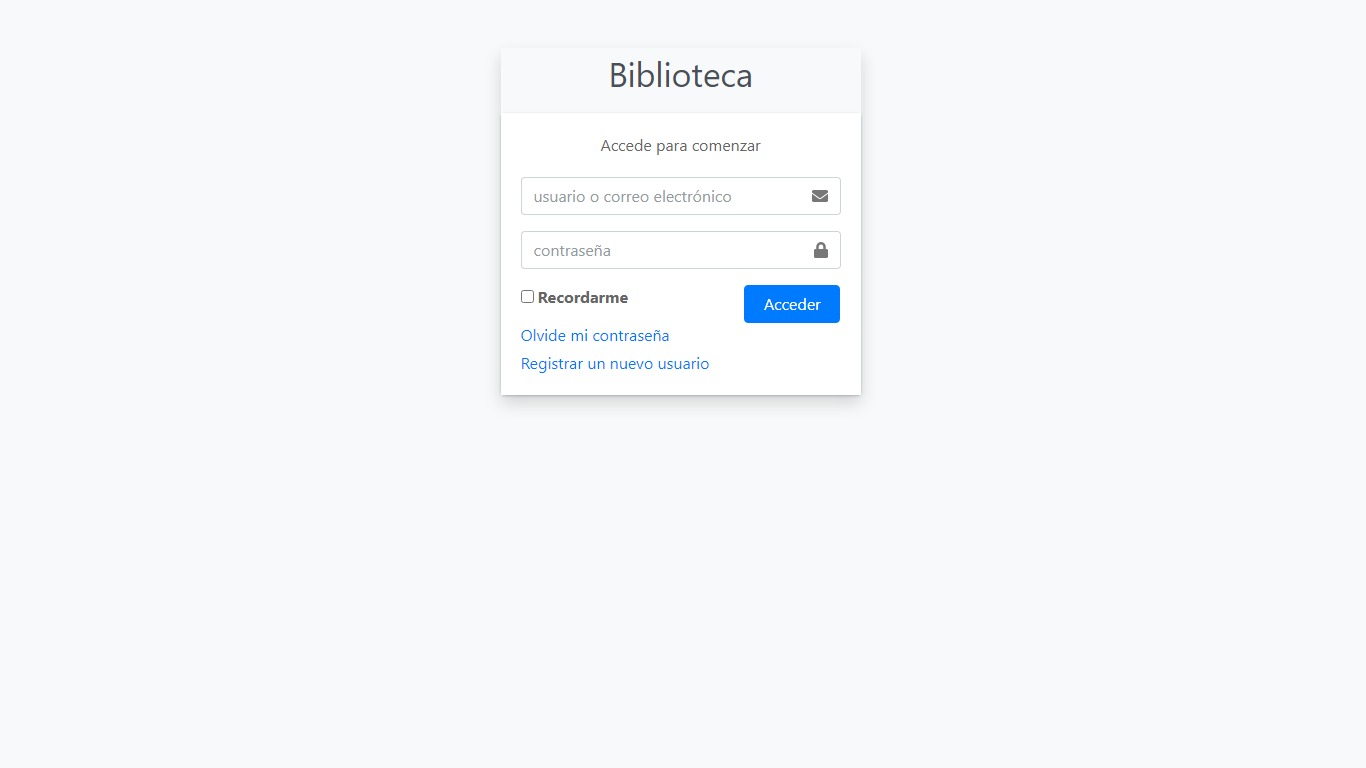 Biblioteca
Accede para comenzar
usuario o correo electrónico
contraseña
Recordarme
Acceder
Olvide mi contraseña
Registrar un nuevo usuario